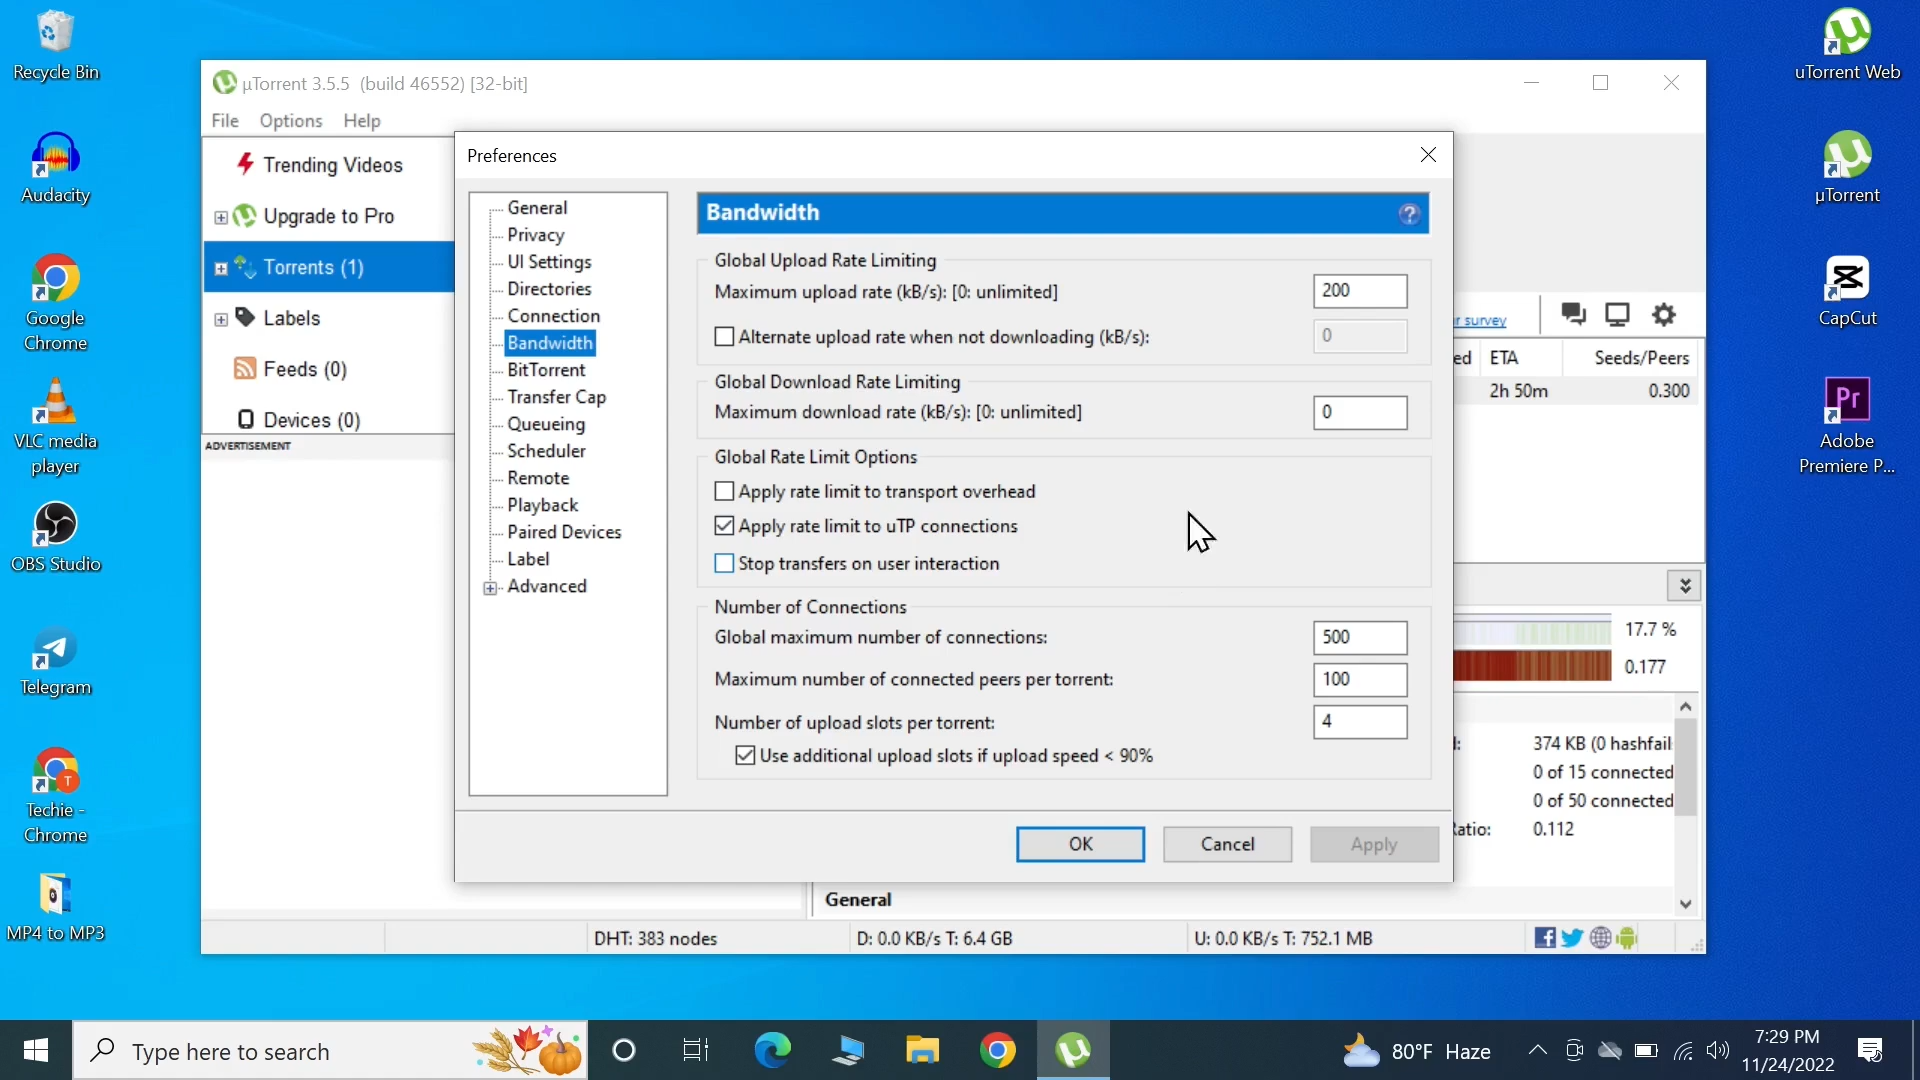 Recycle Bin
Audacity
Google
Chrome
VLC media
player
OBS Studio
Telegram
T
Techie -
Chrome
MP4 to MP3
µTorrent 3.5.5 (build 46552) [32-bit]
File Options Help
Trending Videos
Upgrade to Pro
Torrents (1)
Labels
Feeds (0)
Devices (0)
ADVERTISEMENT
Preferences
General
Privacy
UI Settings
Directories
Connection
Bandwidth
BitTorrent
Transfer Cap
Queueing
Scheduler
Remote
Playback
Paired Devices
Label
Advanced
Bandwidth
?
Global Upload Rate Limiting
Maximum upload rate (kB/s): [0: unlimited] 200
Alternate upload rate when not downloading (kB/s): 0
Global Download Rate Limiting
Maximum download rate (kB/s): [0: unlimited] 0
Global Rate Limit Options
Apply rate limit to transport overhead
Apply rate limit to uTP connections
Stop transfers on user interaction
Number of Connections
Global maximum number of connections: 500
Maximum number of connected peers per torrent: 100
Number of upload slots per torrent: 4
Use additional upload slots if upload speed < 90%
OK Cancel Apply
r survey
ed ETA Seeds/Peers
2h 50m 0.300
17.7 %
0.177
374 KB (0 hashfail
0 of 15 connected
0 of 50 connected
Ratio: 0.112
General
DHT: 383 nodes D: 0.0 KB/s T: 6.4 GB U: 0.0 KB/s T: 752.1 MB
uTorrent Web
µTorrent
CapCut
Pr
Adobe
Premiere P...
Type here to search
80°F Haze
7:29 PM
11/24/2022